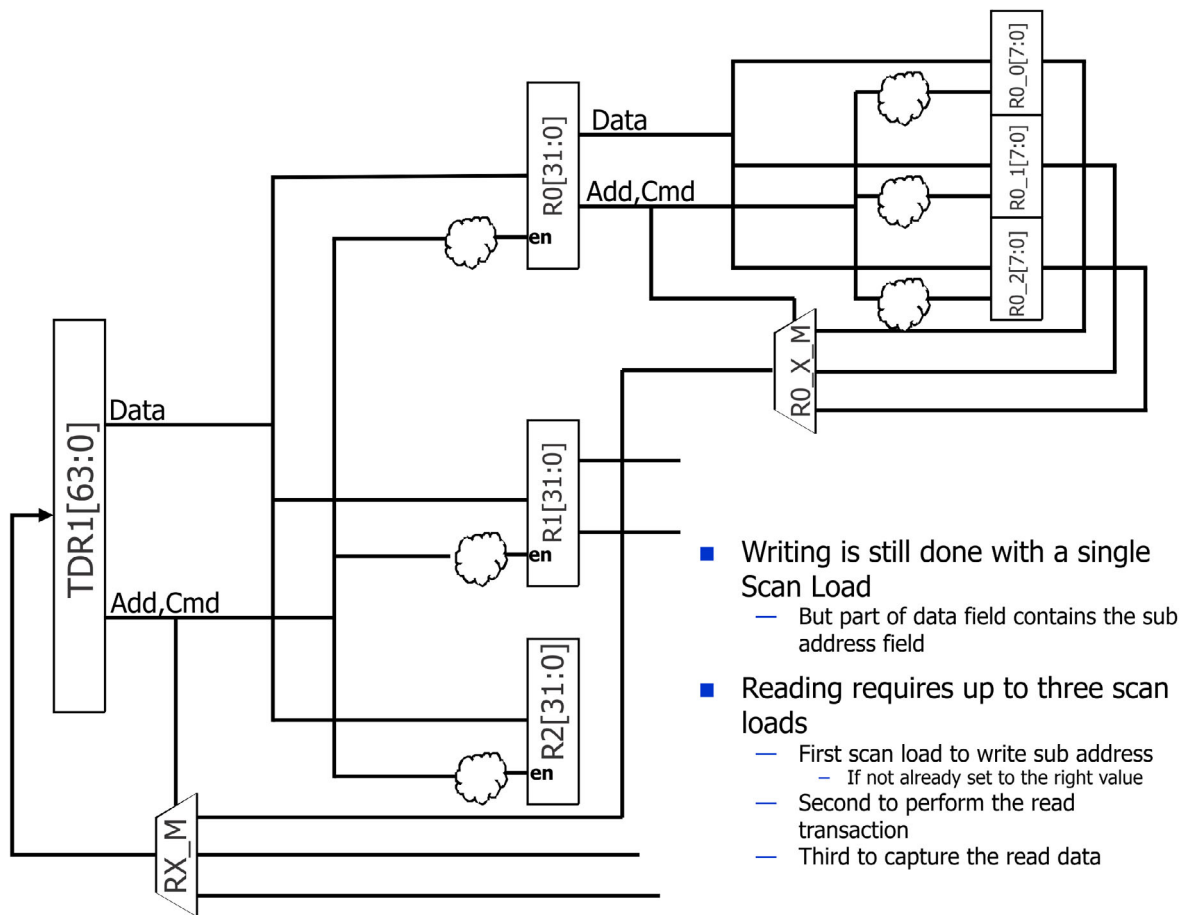 R0_0[7:0]
R0_1[7:0]
R0_2[7:0]
R0[31:0]
Data
Add,Cmd
en
R0_X_M
TDR1[63:0]
Data
Add,Cmd
R1[31:0]
en
R2[31:0]
en
RX_M
■ Writing is still done with a single
Scan Load
— But part of data field contains the sub
address field
■ Reading requires up to three scan
loads
— First scan load to write sub address
– If not already set to the right value
— Second to perform the read
transaction
— Third to capture the read data